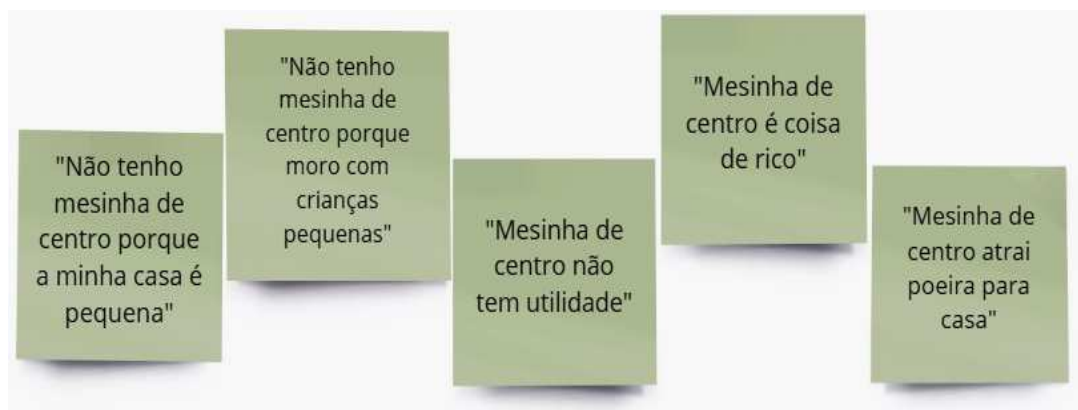 "Não tenho
mesinha de
centro porque
a minha casa é
pequena"
"Não tenho
mesinha de
centro porque
moro com
crianças
pequenas"
"Mesinha de
centro não
tem utilidade"
"Mesinha de
centro é coisa
de rico"
"Mesinha de
centro atrai
poeira para
casa"